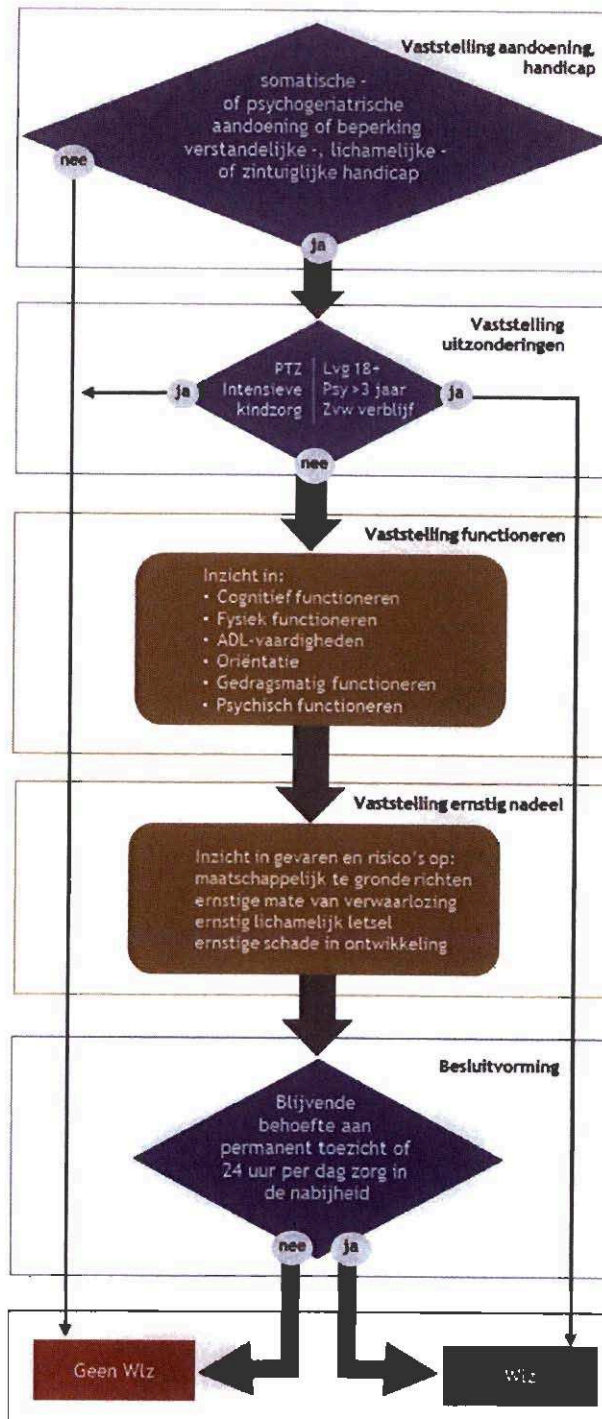 Vaststelling aandoening,
handicap
somatische -
of psychogeriatrische
aandoening of beperking
verstandelijke -, lichamelijke -
of zintuiglijke handicap
nee
ja
Vaststelling
uitzonderingen
PTZ
Intensieve
kindzorg
Lvg 18+
Psy >3 jaar
Zvw verblijf
ja
ja
nee
Vaststelling functioneren
Inzicht in:
• Cognitief functioneren
• Fysiek functioneren
• ADL-vaardigheden
• Oriëntatie
• Gedragsmatig functioneren
• Psychisch functioneren
Vaststelling ernstig nadeel
Inzicht in gevaren en risico's op:
maatschappelijk te gronde richten
ernstige mate van verwaarlozing
ernstig lichamelijk letsel
ernstige schade in ontwikkeling
Besluitvorming
Blijvende
behoefte aan
permanent toezicht of
24 uur per dag zorg in
de nabijheid
nee
ja
Geen Wlz
Wlz